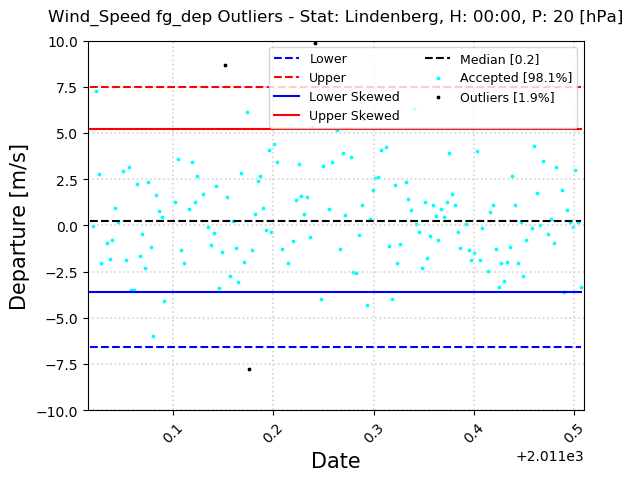 Wind_Speed fg_dep Outliers - Stat: Lindenberg, H: 00:00, P: 20 [hPa]
Departure [m/s]
10.0
7.5
5.0
2.5
0.0
−2.5
−5.0
−7.5
−10.0
Lower
Upper
Lower Skewed
Upper Skewed
Median [0.2]
Accepted [98.1%]
Outliers [1.9%]
0.1
0.2
0.3
0.4
0.5
+2.011e3
Date